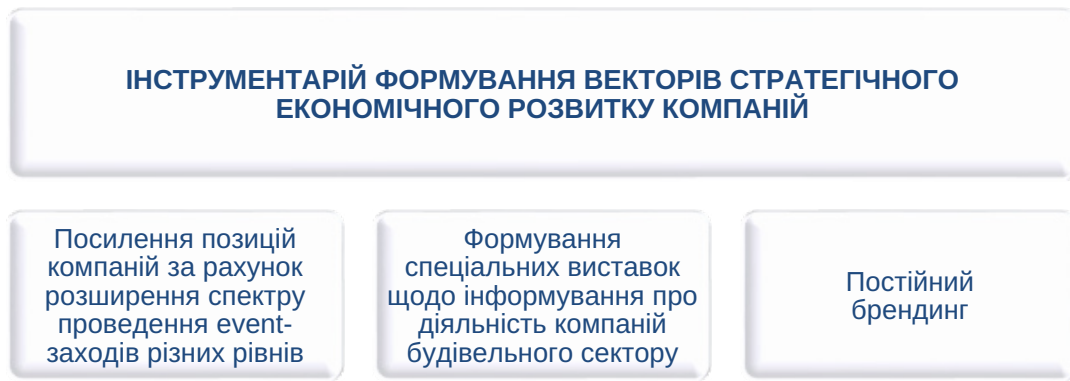 ІНСТРУМЕНТАРІЙ ФОРМУВАННЯ ВЕКТОРІВ СТРАТЕГІЧНОГО
ЕКОНОМІЧНОГО РОЗВИТКУ КОМПАНІЙ
Посилення позицій
компаній за рахунок
розширення спектру
проведення event-
заходів різних рівнів
Формування
спеціальних виставок
щодо інформування про
діяльність компаній
будівельного сектору
Постійний
брендинг